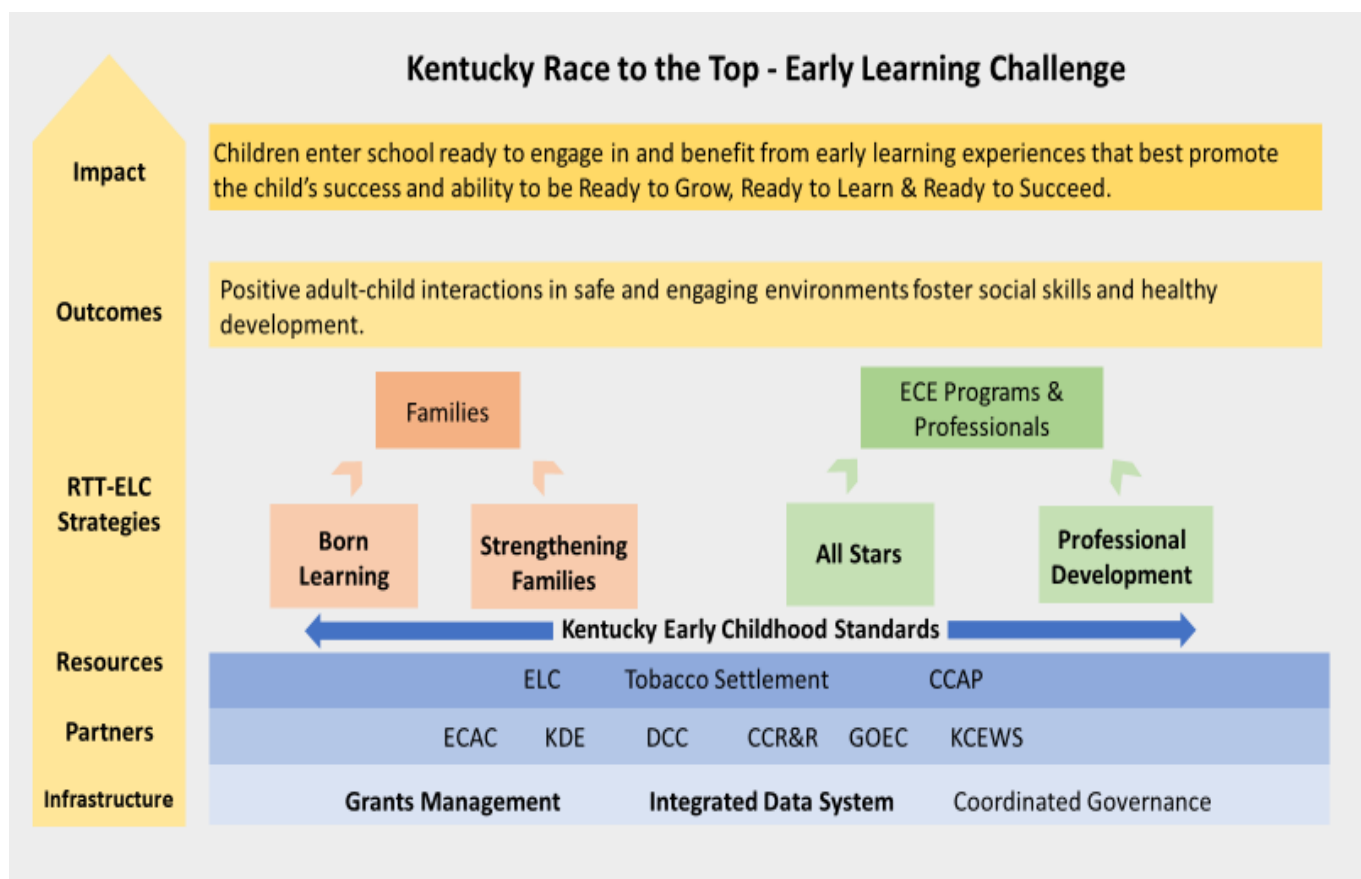 Kentucky Race to the Top - Early Learning Challenge
Impact
Children enter school ready to engage in and benefit from early learning experiences that best promote
the child's success and ability to be Ready to Grow, Ready to Learn & Ready to Succeed.
Outcomes
Positive adult-child interactions in safe and engaging environments foster social skills and healthy
development.
RTT-ELC
Strategies
Families
ECE Programs &
Professionals
Born
Learning
Strengthening
Families
All Stars
Professional
Development
Kentucky Early Childhood Standards
Resources
ELC Tobacco Settlement CCAP
Partners
ECAC KDE DCC CCR&R GOEC KCEWS
Infrastructure
Grants Management Integrated Data System Coordinated Governance